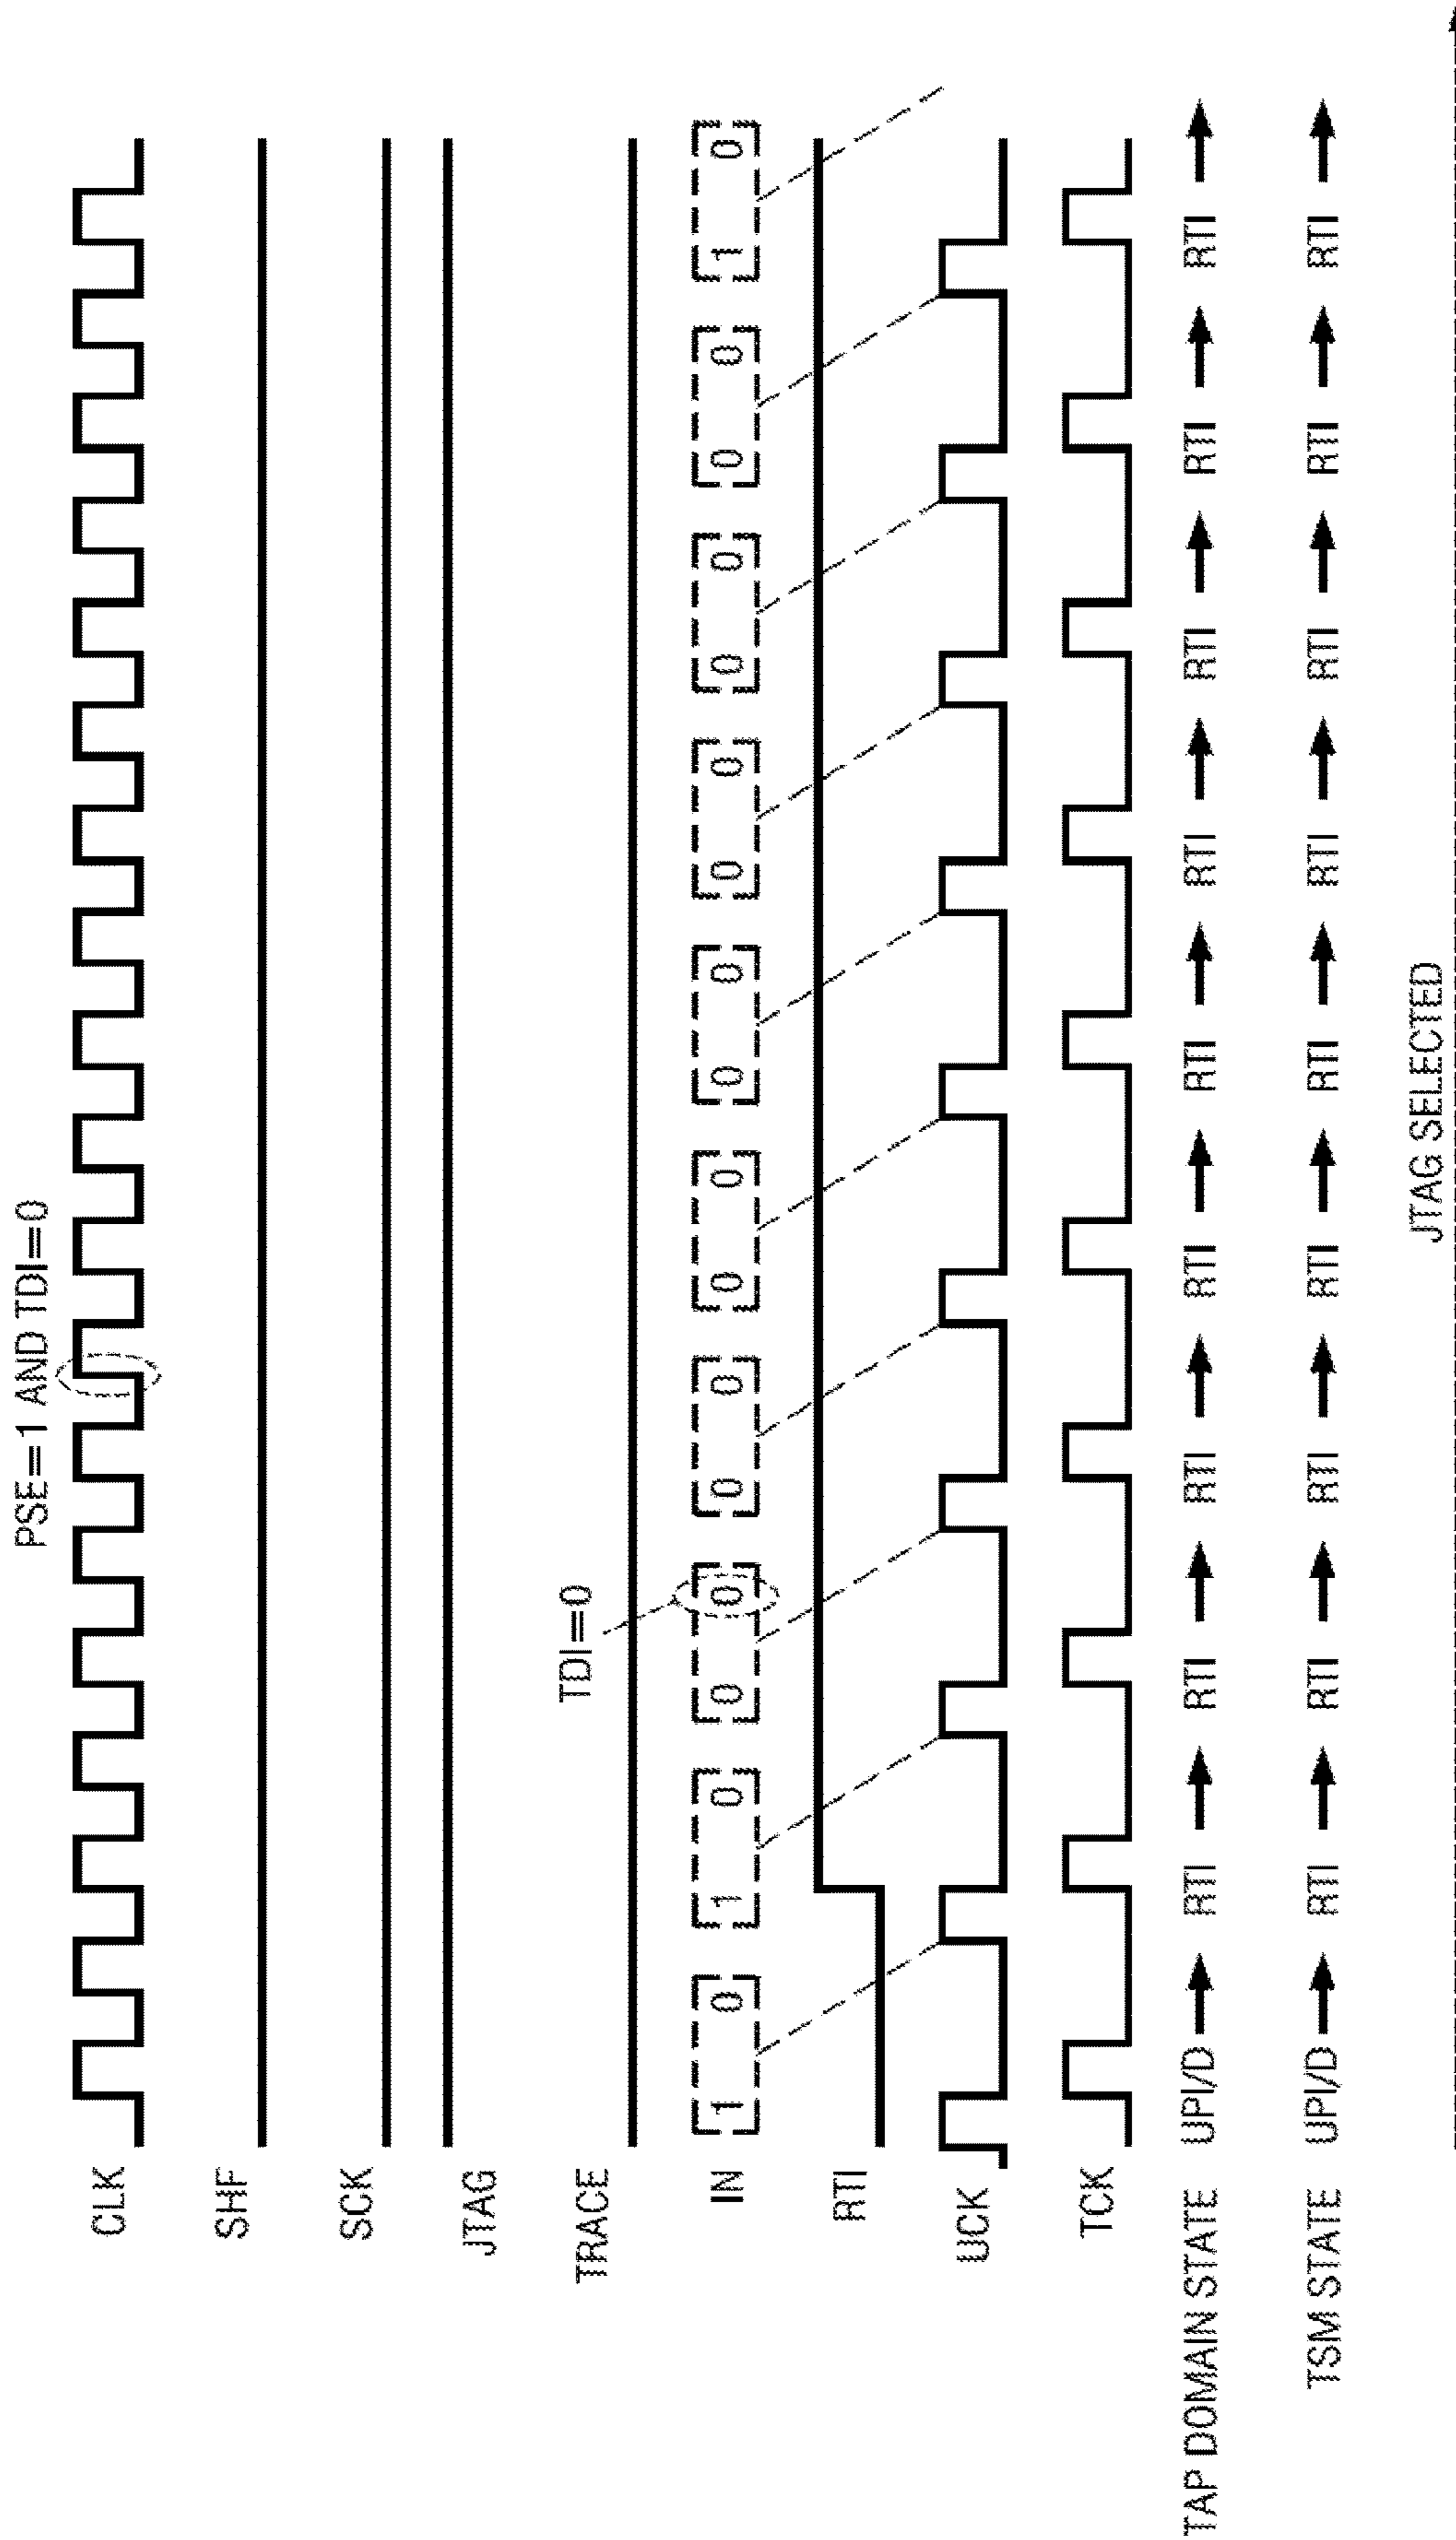 PSE=1 AND TDI=0
CLK
SHF
SCK
JTAG
TRACE
TDI=0
IN 1 0 1 0 0 0 0 0 0 0 0 0 0 0 0 0 0 0 1 0
RTI
UCK
TCK
TAP DOMAIN STATE UPI/D RTI RTI RTI RTI RTI RTI RTI RTI RTI
TSM STATE UPI/D RTI RTI RTI RTI RTI RTI RTI RTI RTI
JTAG SELECTED